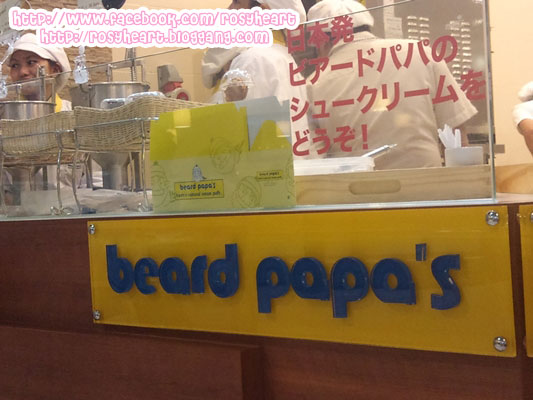 http://www.facebook.com/rosyheart
http://rosyheart.bloggang.com
日本発
ビアードパパの
シュークリームを
どうぞ!
beard papa's
beard papa's